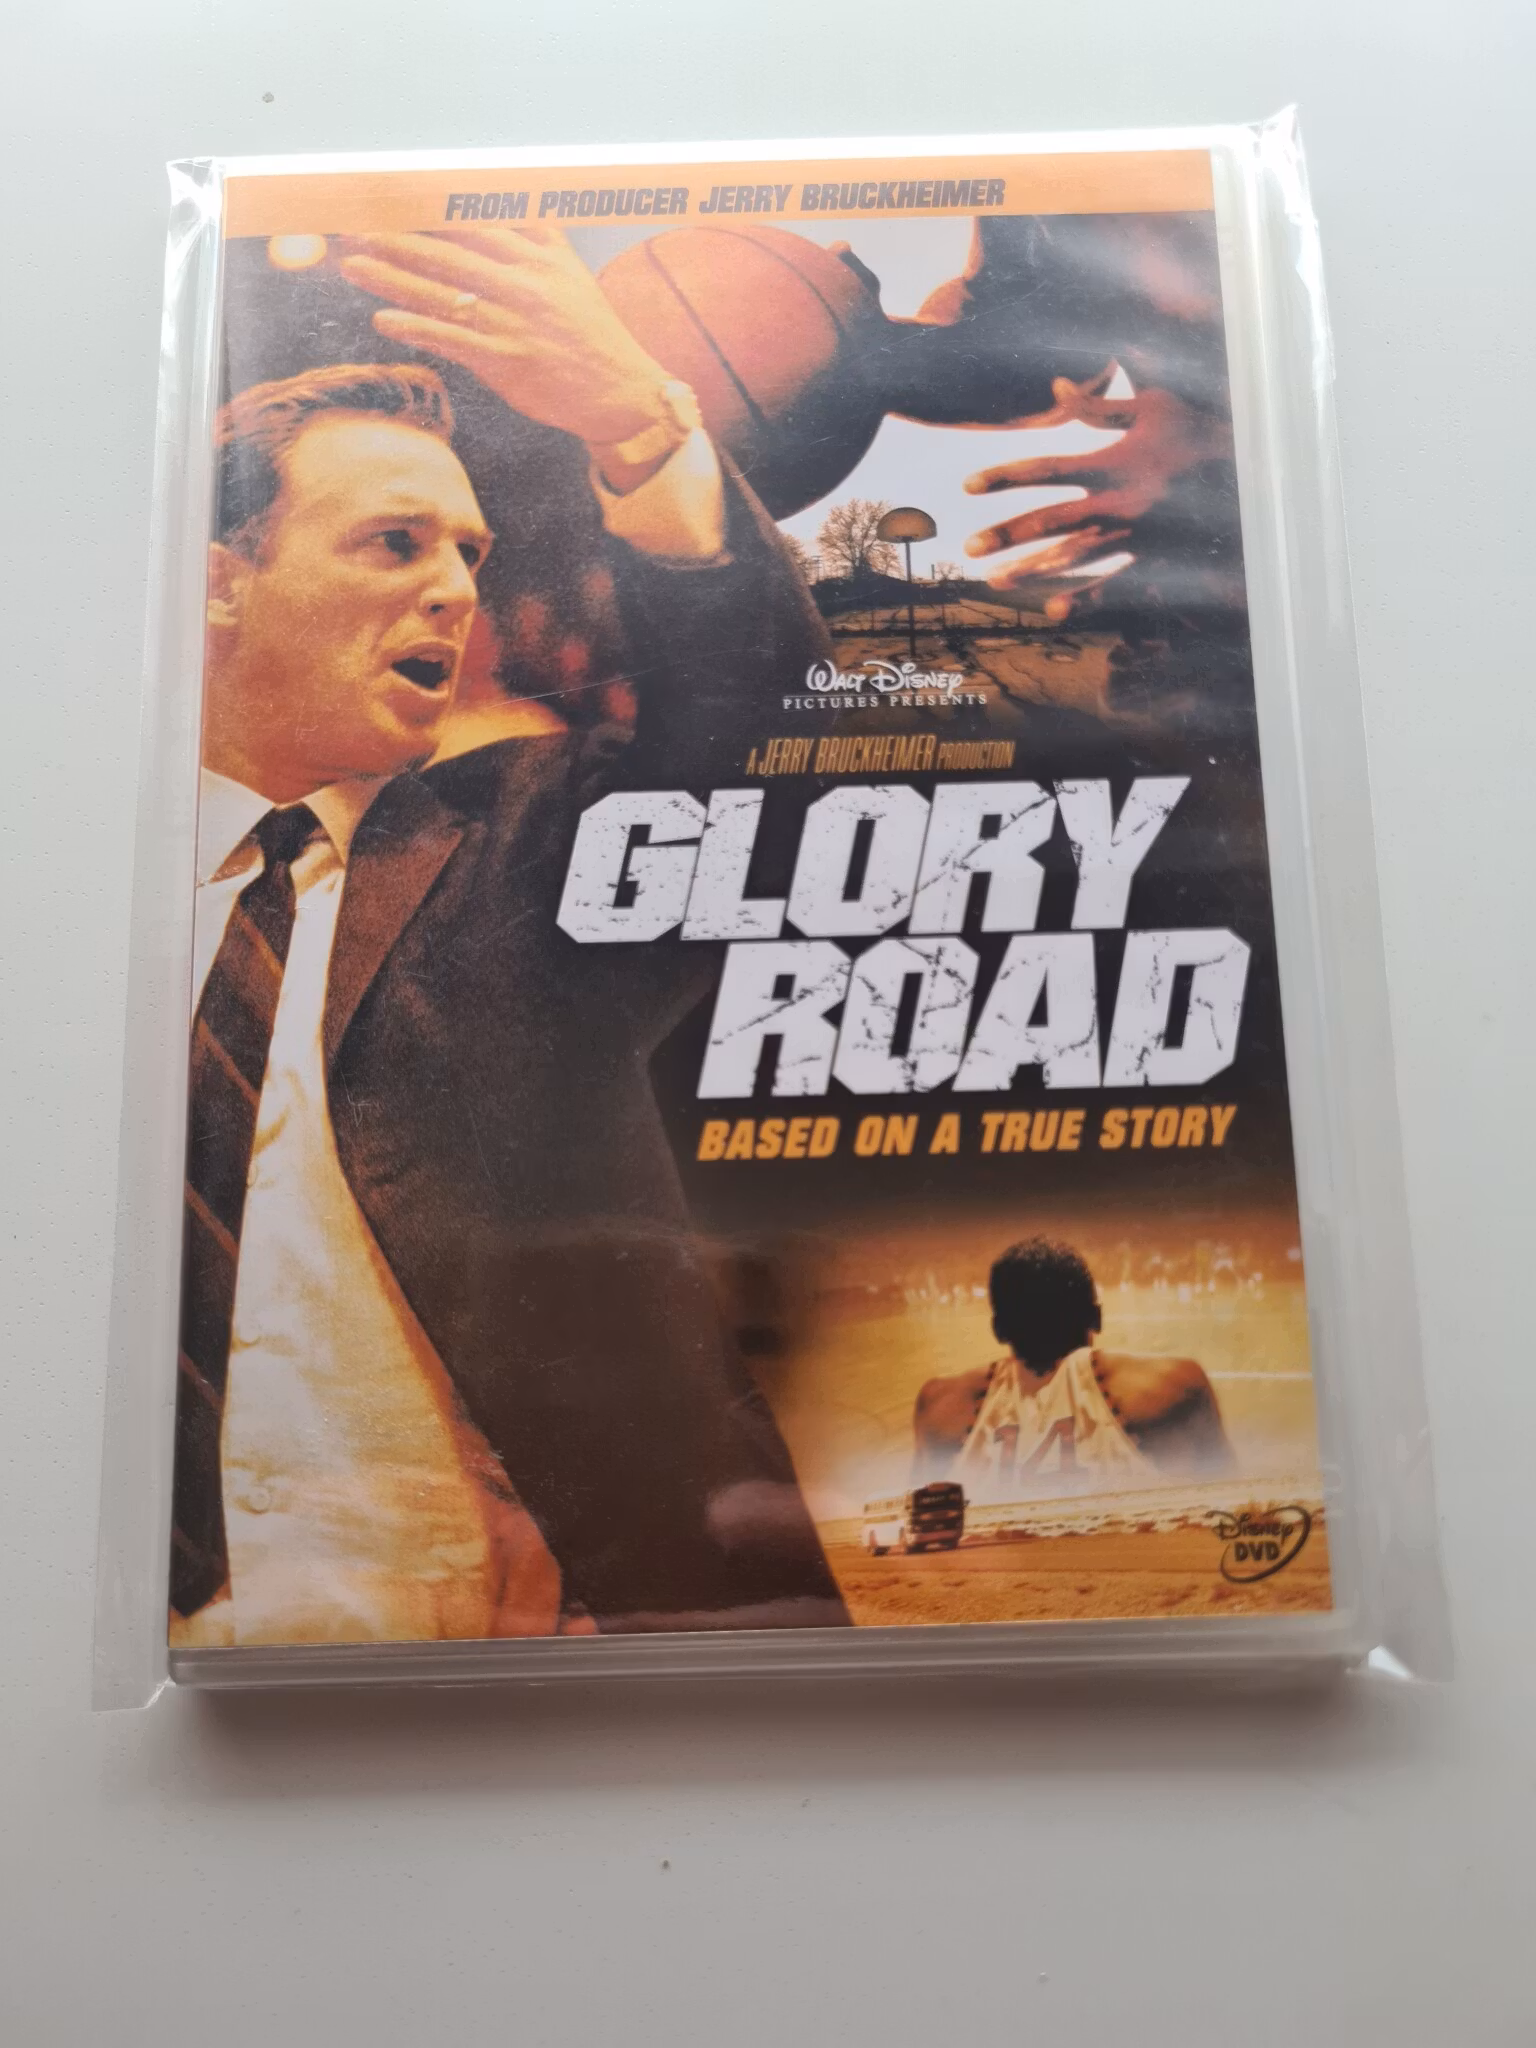 FROM PRODUCER JERRY BRUCKHEIMER
WALT DISNEY
PICTURES PRESENTS
A JERRY BRUCKHEIMER PRODUCTION
GLORY
ROAD
BASED ON A TRUE STORY
14
Disney
DVD